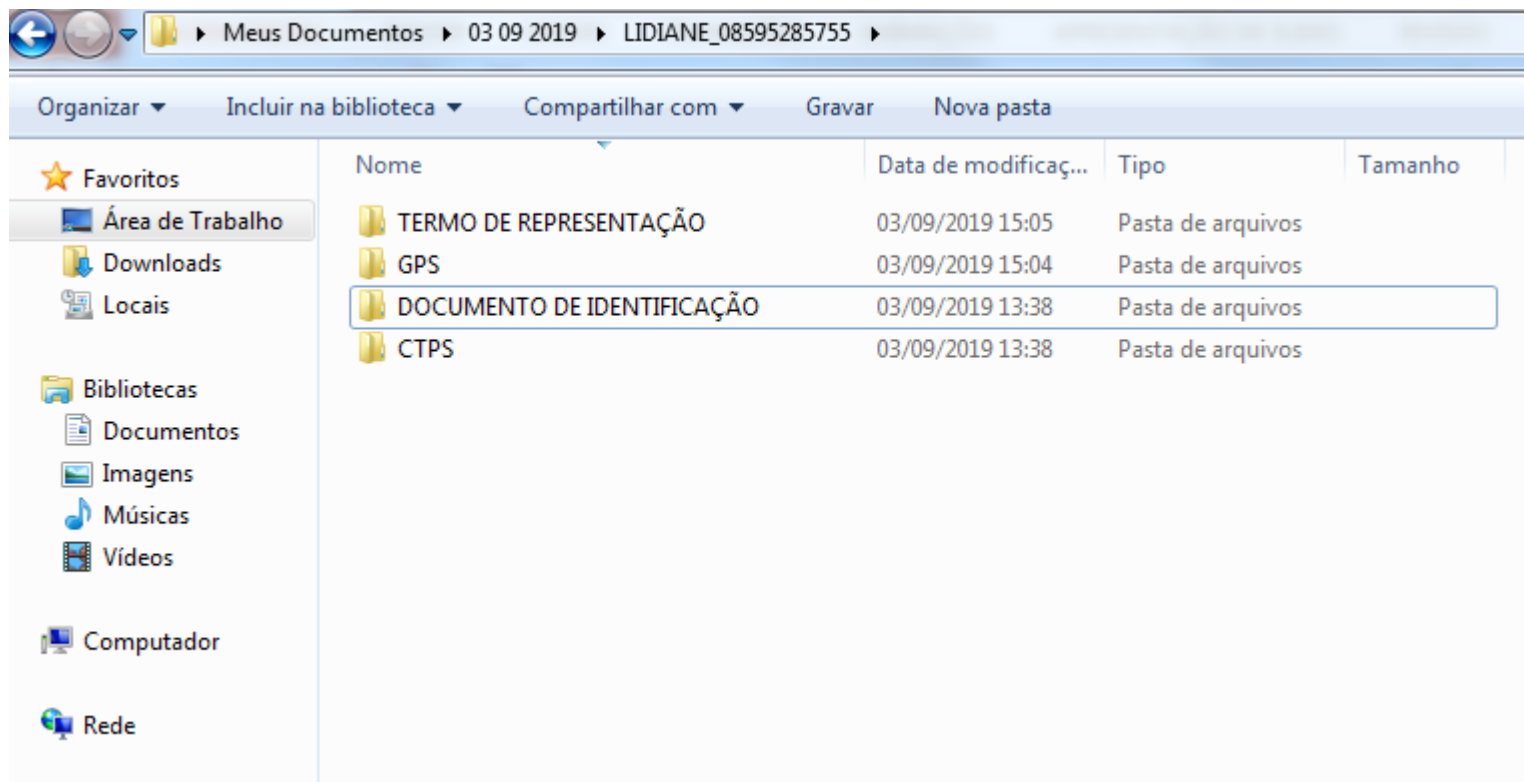 Meus Documentos 03 09 2019 LIDIANE_08595285755
Organizar Incluir na biblioteca Compartilhar com Gravar Nova pasta
Favoritos
Área de Trabalho
Downloads
Locais
Bibliotecas
Documentos
Imagens
Músicas
Vídeos
Computador
Rede
Nome Data de modificaç... Tipo Tamanho
TERMO DE REPRESENTAÇÃO 03/09/2019 15:05 Pasta de arquivos
GPS 03/09/2019 15:04 Pasta de arquivos
DOCUMENTO DE IDENTIFICAÇÃO 03/09/2019 13:38 Pasta de arquivos
CTPS 03/09/2019 13:38 Pasta de arquivos